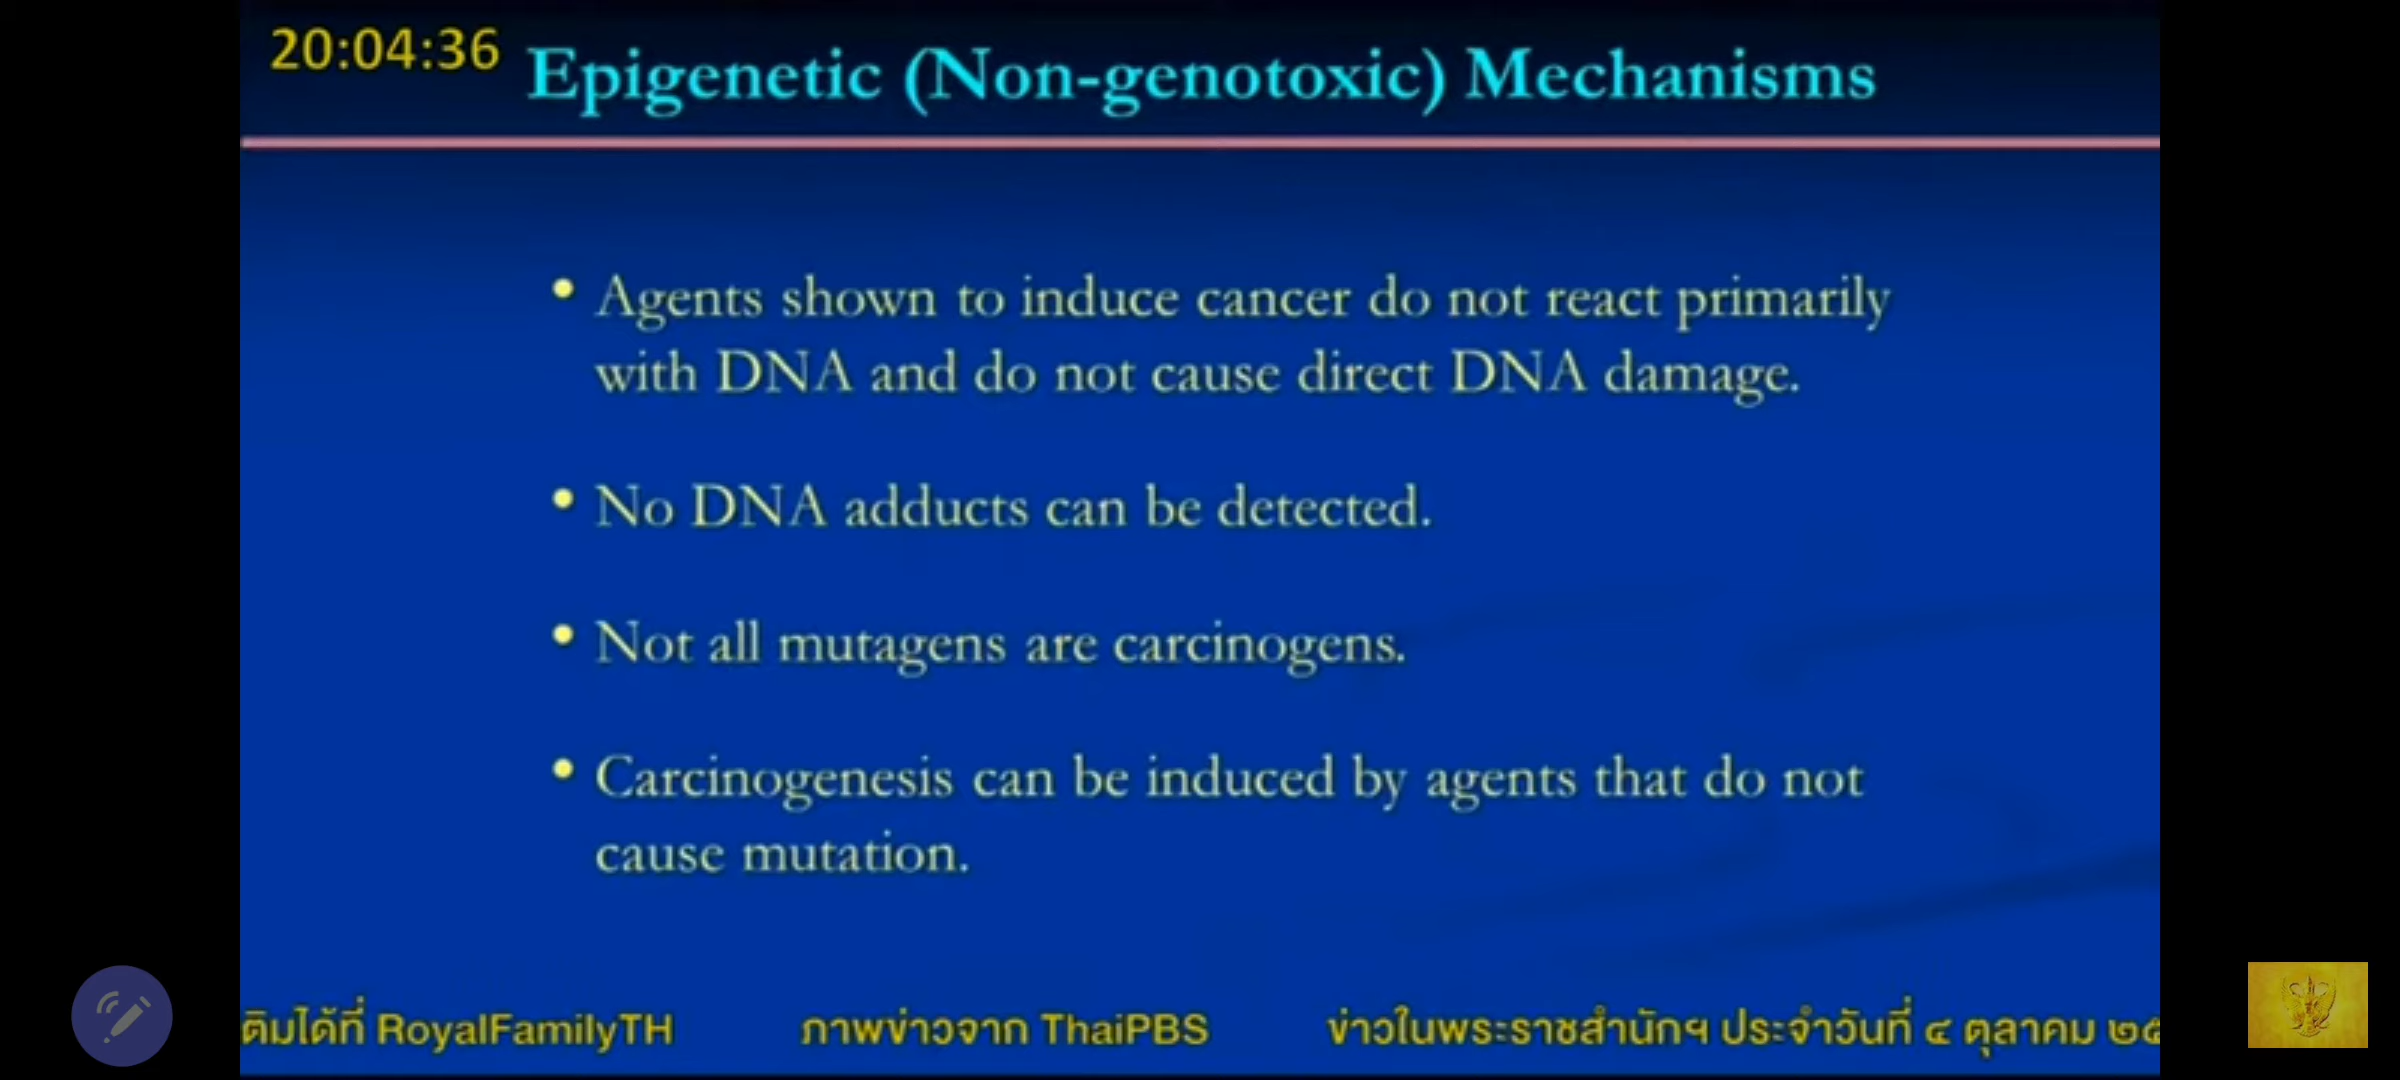 20:04:36
Epigenetic (Non-genotoxic) Mechanisms
• Agents shown to induce cancer do not react primarily
with DNA and do not cause direct DNA damage.
• No DNA adducts can be detected.
• Not all mutagens are carcinogens.
• Carcinogenesis can be induced by agents that do not
cause mutation.
ติมได้ที่ RoyalFamilyTH ภาพข่าวจาก ThaiPBS ข่าวในพระราชสำนักฯ ประจำวันที่ ๔ ตุลาคม